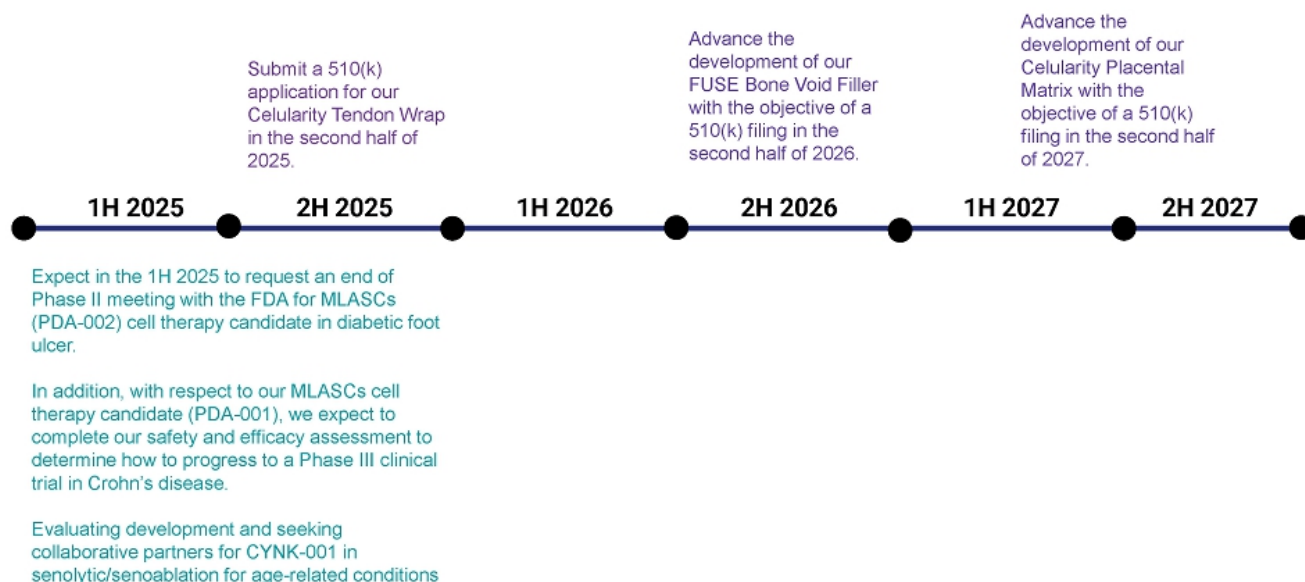 Submit a 510(k)
application for our
Celularity Tendon Wrap
in the second half of
2025.
Advance the
development of our
FUSE Bone Void Filler
with the objective of a
510(k) filing in the
second half of 2026.
Advance the
development of our
Celularity Placental
Matrix with the
objective of a 510(k)
filing in the second half
of 2027.
1H 2025
2H 2025
1H 2026
2H 2026
1H 2027
2H 2027
Expect in the 1H 2025 to request an end of
Phase II meeting with the FDA for MLASCs
(PDA-002) cell therapy candidate in diabetic foot
ulcer.
In addition, with respect to our MLASCs cell
therapy candidate (PDA-001), we expect to
complete our safety and efficacy assessment to
determine how to progress to a Phase III clinical
trial in Crohn’s disease.
Evaluating development and seeking
collaborative partners for CYNK-001 in
senolytic/senoablation for age-related conditions